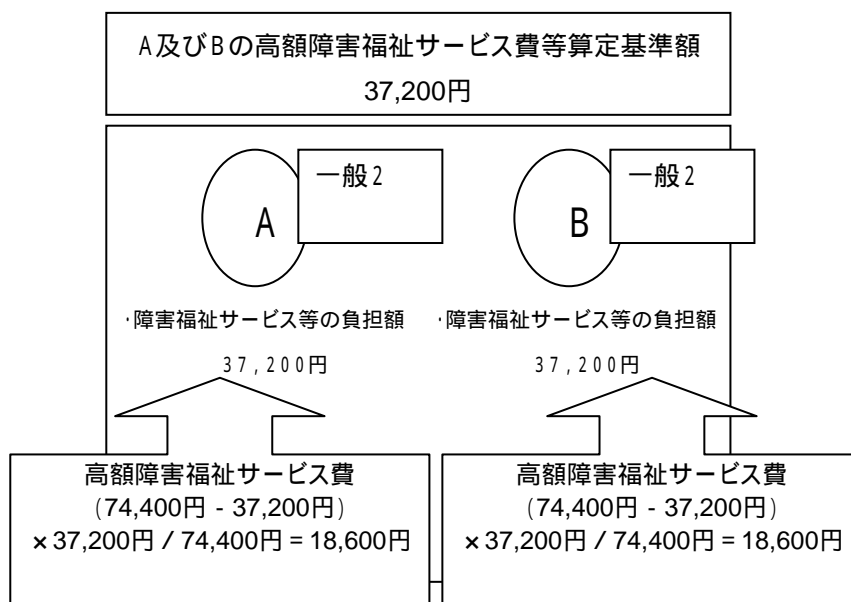 A及びBの高額障害福祉サービス費等算定基準額
37,200円
一般2
一般2
A
B
・障害福祉サービス等の負担額
・障害福祉サービス等の負担額
37,200円
37,200円
高額障害福祉サービス費
(74,400円 - 37,200円)
×37,200円 / 74,400円 = 18,600円
高額障害福祉サービス費
(74,400円 - 37,200円)
×37,200円 / 74,400円 = 18,600円